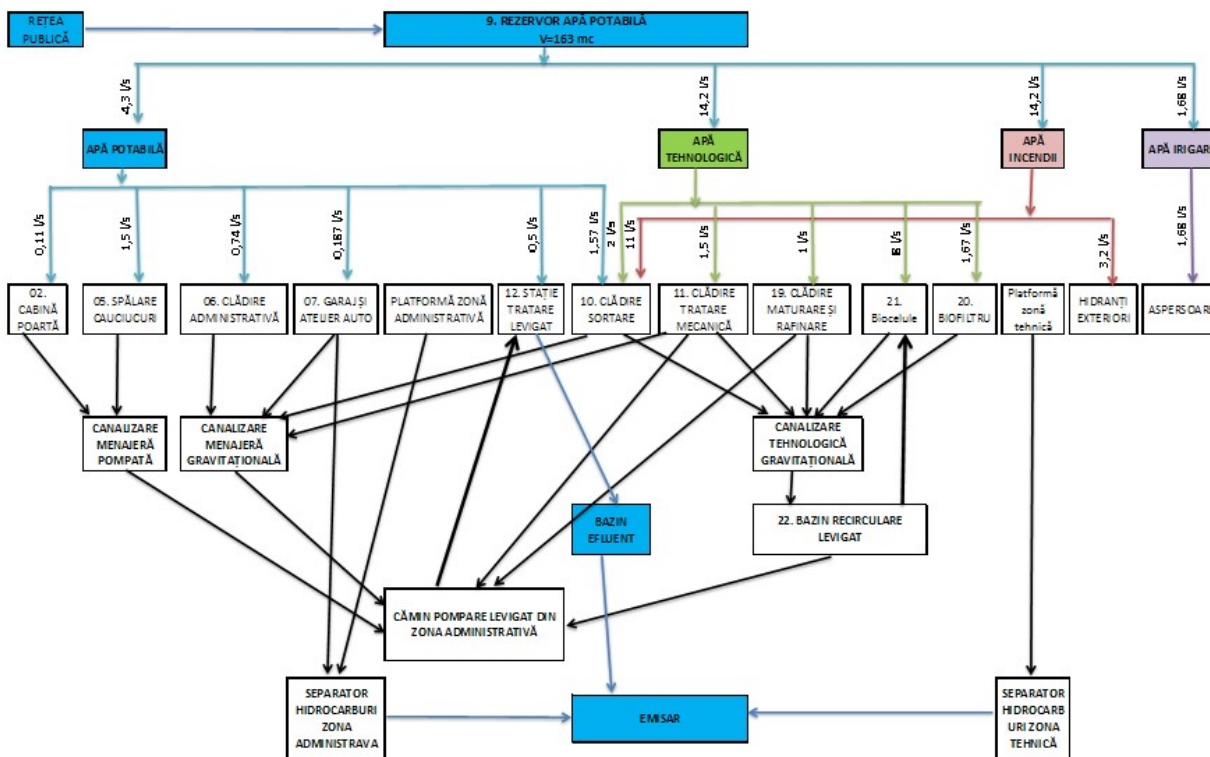 REȚEA
PUBLICĂ
9. REZERVOR APĂ POTABILĂ
V=163 mc
4,3 l/s
14,2 l/s
14,2 l/s
1,68 l/s
APĂ POTABILĂ
APĂ
TEHNOLOGICĂ
APĂ
INCENDII
APĂ IRIGARE
0,11 l/s
1,5 l/s
0,74 l/s
0,187 l/s
0,5 l/s
1,57 l/s
2 l/s
11 l/s
1,5 l/s
1 l/s
8 l/s
1,67 l/s
3,2 l/s
1,68 l/s
02.
CABINĂ
POARTĂ
05. SPĂLARE
CAUCIUCURI
06. CLĂDIRE
ADMINISTRATIVĂ
07. GARAJ ȘI
ATELIER AUTO
PLATFORMĂ ZONĂ
ADMINISTRATIVĂ
12. STAȚIE
TRATARE
LEVIGAT
10. CLĂDIRE
SORTARE
11. CLĂDIRE
TRATARE
MECANICĂ
19. CLĂDIRE
MATURARE ȘI
RAFINARE
21.
Biocelule
20.
BIOFILTRU
Platformă
zonă
tehnică
HIDRANȚI
EXTERIORI
ASPERSOARE
CANALIZARE
MENAJERĂ
POMPATĂ
CANALIZARE
MENAJERĂ
GRAVITAȚIONALĂ
CANALIZARE
TEHNOLOGICĂ
GRAVITAȚIONALĂ
BAZIN
EFLUENT
22. BAZIN RECIRCULARE
LEVIGAT
CĂMIN POMPARE LEVIGAT DIN
ZONA ADMINISTRATIVĂ
SEPARATOR
HIDROCARBURI
ZONA
ADMINISTRAVA
EMISAR
SEPARATOR
HIDROCARB
URI ZONA
TEHNICĂ